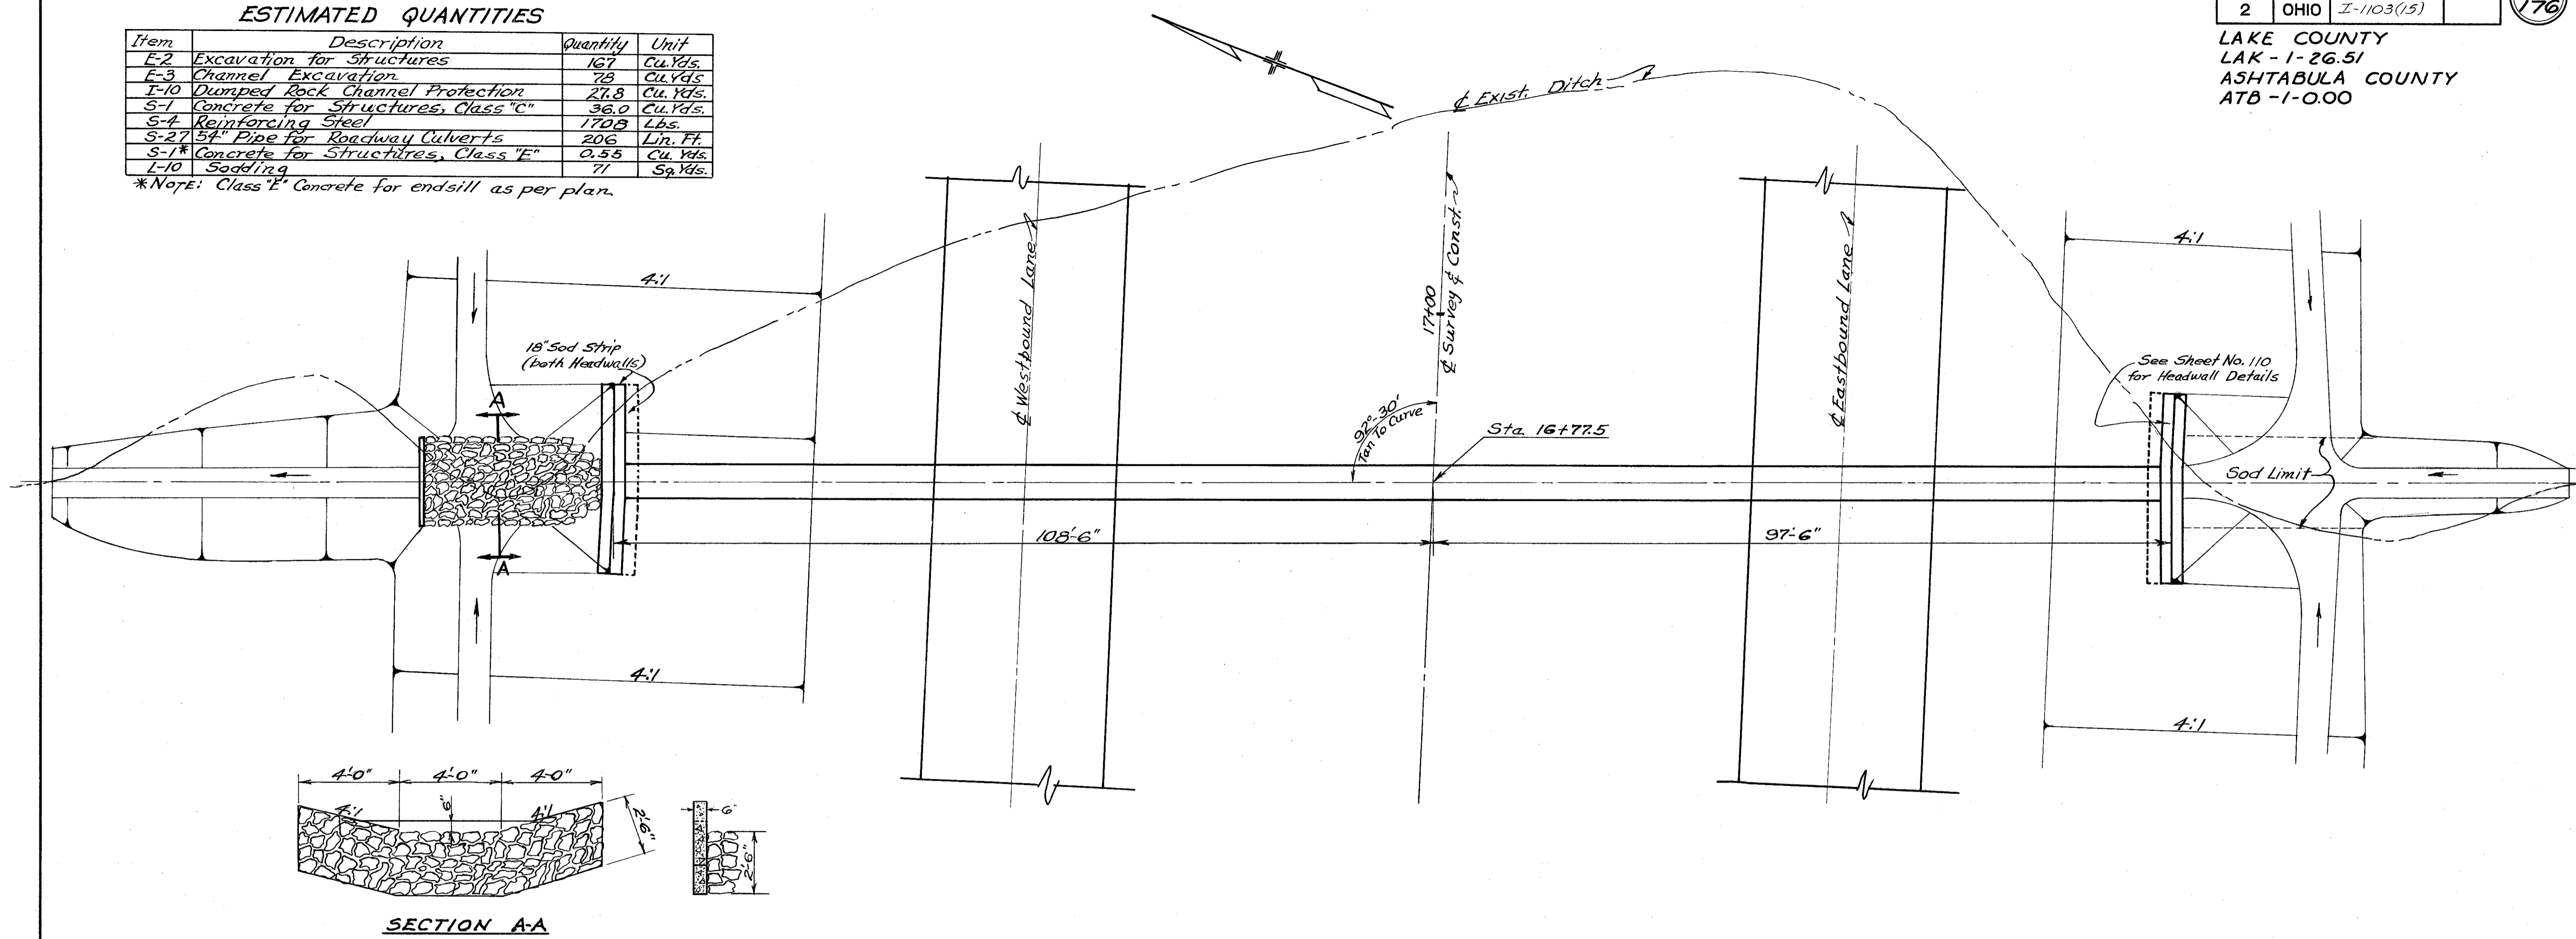 ESTIMATED QUANTITIES
Item Description Quantity Unit
E-2 Excavation for Structures 167 Cu.Yds.
E-3 Channel Excavation 78 Cu.Yds
I-10 Dumped Rock Channel Protection 27.8 Cu.Yds.
S-1 Concrete for Structures, Class "C" 36.0 Cu.Yds.
S-4 Reinforcing Steel 1708 Lbs.
S-27 54" Pipe for Roadway Culverts 206 Lin. Ft.
S-1* Concrete for Structures, Class "E" 0.55 Cu. Yds.
L-10 Sodding 71 Sq.Yds.
*NOTE: Class "E" Concrete for endsill as per plan.
2 OHIO I-1103(15)
176
LAKE COUNTY
LAK-1-26.51
ASHTABULA COUNTY
ATB-1-0.00
℄ Exist. Ditch
4:1
4:1
18" Sod Strip
(both Headwalls)
℄ Westbound Lane
17+00
℄ Survey & Const.
℄ Eastbound Lane
See Sheet No. 110
for Headwall Details
A
92°-30'
Tan To Curve
Sta. 16+77.5
Sod Limit
108'-6"
97'-6"
A
4:1
4:1
4'-0" 4'-0" 4'-0"
4:1 6" 4:1
2'-6"
6"
2'-6"
SECTION A-A